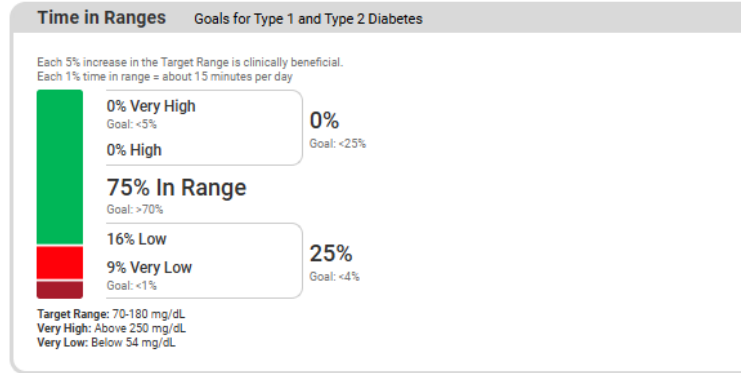 Time in Ranges Goals for Type 1 and Type 2 Diabetes
Each 5% increase in the Target Range is clinically beneficial.
Each 1% time in range = about 15 minutes per day
0% Very High
Goal: <5%
0% High
0%
Goal: <25%
75% In Range
Goal: >70%
16% Low
9% Very Low
Goal: <1%
25%
Goal: <4%
Target Range: 70-180 mg/dL
Very High: Above 250 mg/dL
Very Low: Below 54 mg/dL